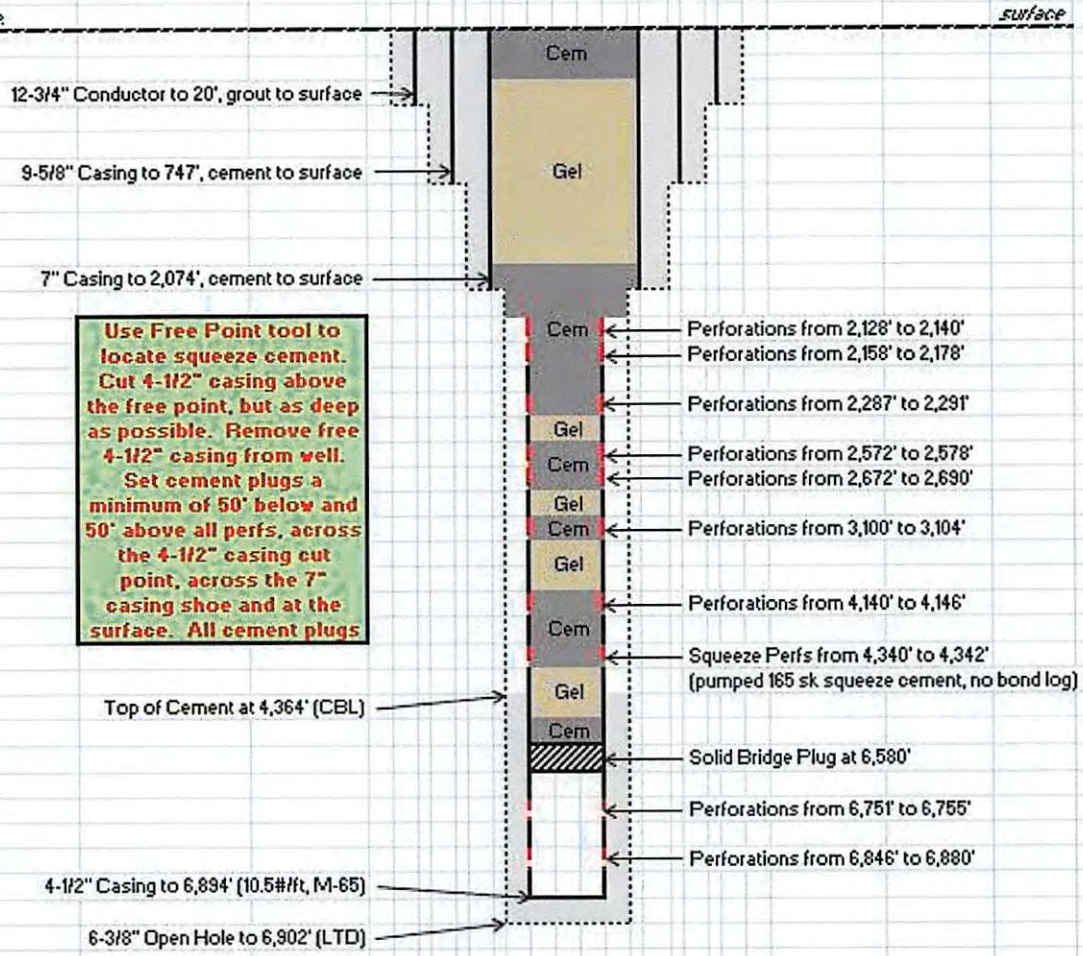 surface
Cem
12-3/4" Conductor to 20', grout to surface
9-5/8" Casing to 747', cement to surface
Gel
7" Casing to 2,074', cement to surface
Use Free Point tool to
locate squeeze cement.
Cut 4-1/2" casing above
the free point, but as deep
as possible. Remove free
4-1/2" casing from well.
Set cement plugs a
minimum of 50' below and
50' above all perfs, across
the 4-1/2" casing cut
point, across the 7"
casing shoe and at the
surface. All cement plugs
Cem
Perforations from 2,128' to 2,140'
Perforations from 2,158' to 2,178'
Perforations from 2,287' to 2,291'
Gel
Perforations from 2,572' to 2,578'
Cem
Perforations from 2,672' to 2,690'
Gel
Cem
Perforations from 3,100' to 3,104'
Gel
Perforations from 4,140' to 4,146'
Cem
Squeeze Perfs from 4,340' to 4,342'
(pumped 165 sk squeeze cement, no bond log)
Gel
Top of Cement at 4,364' (CBL)
Cem
Solid Bridge Plug at 6,580'
Perforations from 6,751' to 6,755'
Perforations from 6,846' to 6,880'
4-1/2" Casing to 6,894' (10.5#/ft, M-65)
6-3/8" Open Hole to 6,902' (LTD)